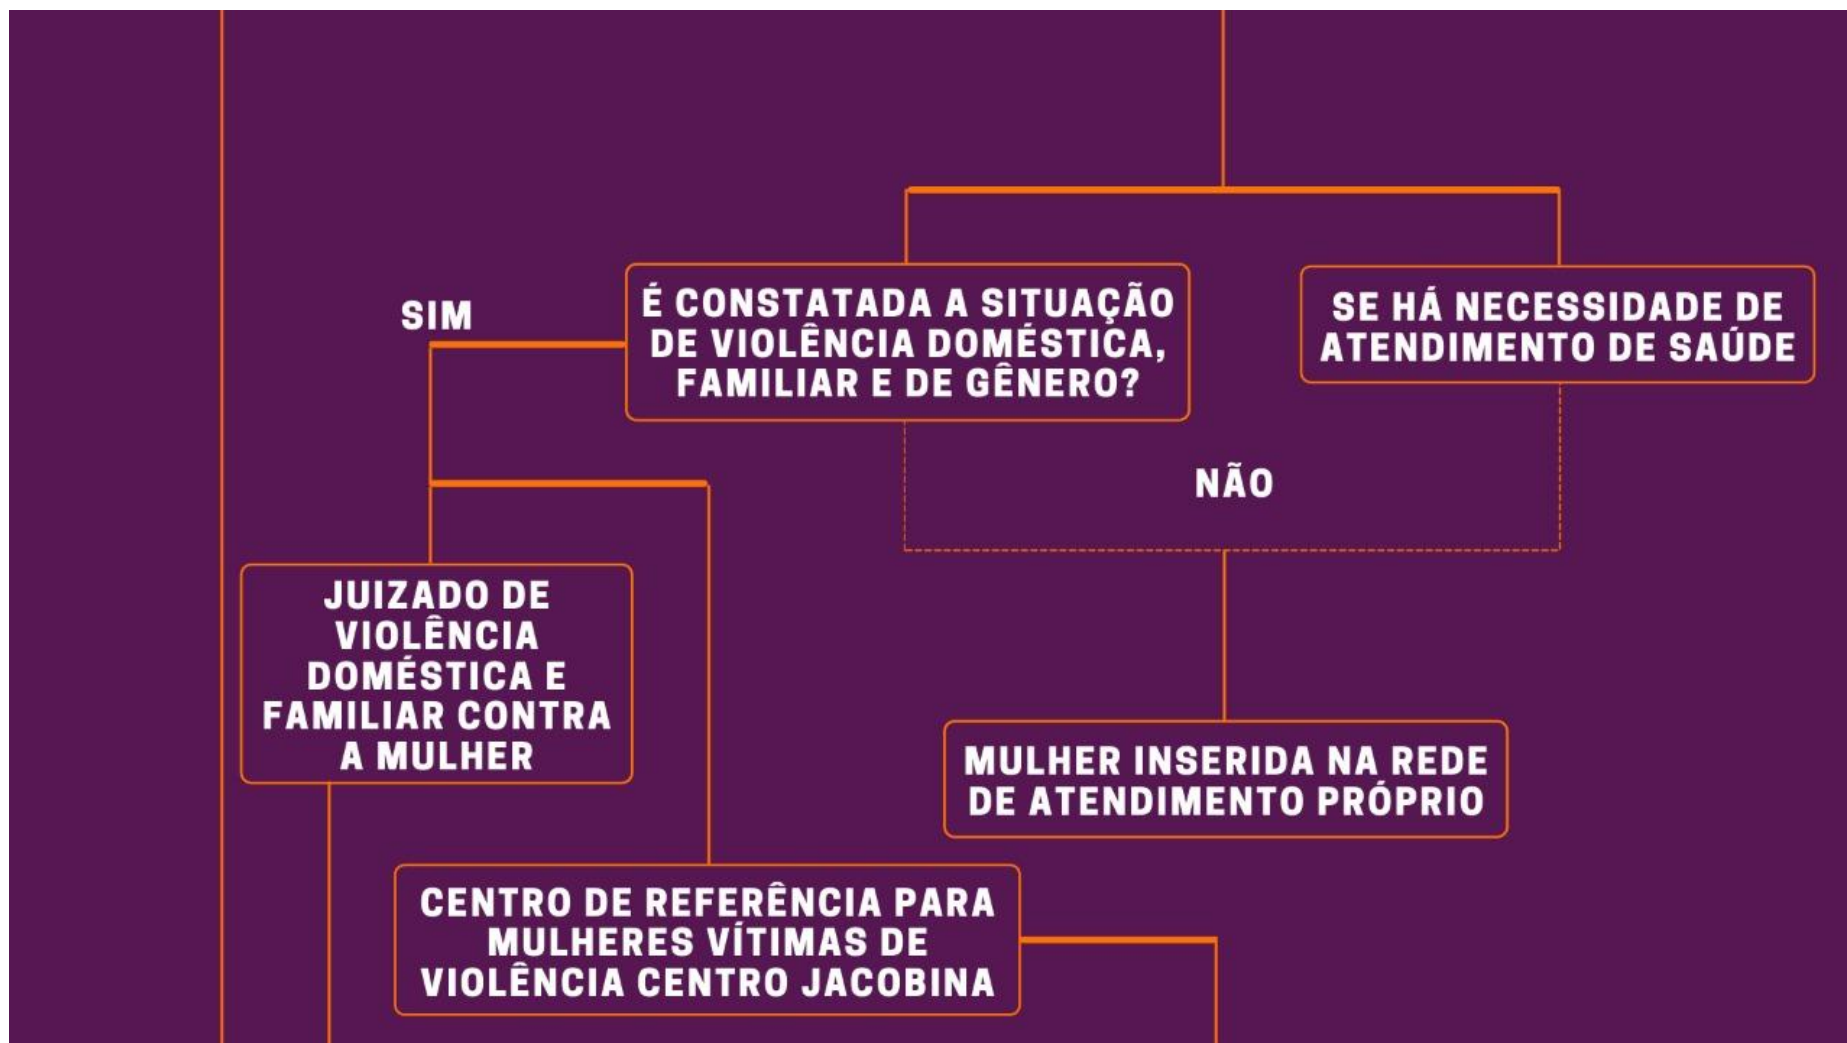 SIM
É CONSTATADA A SITUAÇÃO
DE VIOLÊNCIA DOMÉSTICA,
FAMILIAR E DE GÊNERO?
SE HÁ NECESSIDADE DE
ATENDIMENTO DE SAÚDE
NÃO
JUIZADO DE
VIOLÊNCIA
DOMÉSTICA E
FAMILIAR CONTRA
A MULHER
MULHER INSERIDA NA REDE
DE ATENDIMENTO PRÓPRIO
CENTRO DE REFERÊNCIA PARA
MULHERES VÍTIMAS DE
VIOLÊNCIA CENTRO JACOBINA